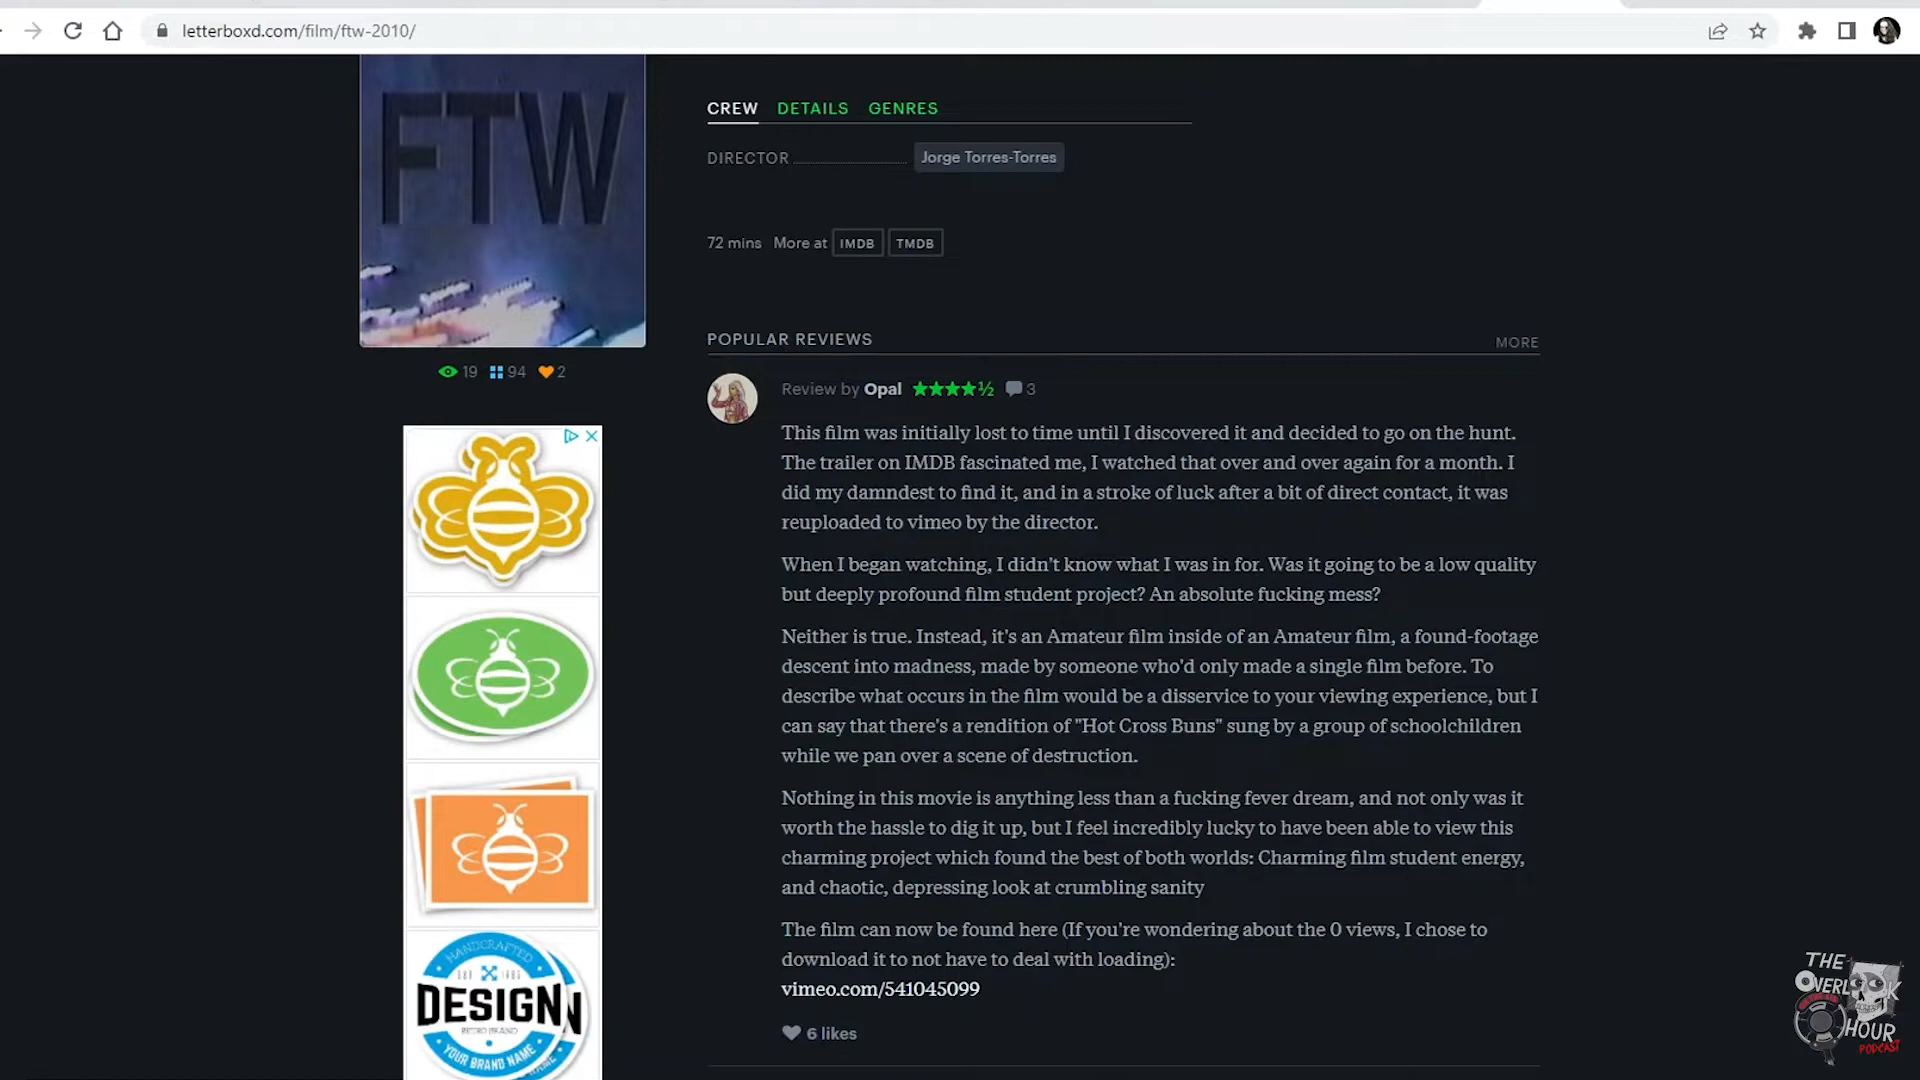 letterboxd.com/film/ftw-2010/
FTW
CREW DETAILS GENRES
DIRECTOR Jorge Torres-Torres
72 mins More at IMDB TMDB
19 94 2
POPULAR REVIEWS MORE
Review by Opal ★★★★½ 3
This film was initially lost to time until I discovered it and decided to go on the hunt.
The trailer on IMDB fascinated me, I watched that over and over again for a month. I
did my damndest to find it, and in a stroke of luck after a bit of direct contact, it was
reuploaded to vimeo by the director.
When I began watching, I didn't know what I was in for. Was it going to be a low quality
but deeply profound film student project? An absolute fucking mess?
Neither is true. Instead, it's an Amateur film inside of an Amateur film, a found-footage
descent into madness, made by someone who'd only made a single film before. To
describe what occurs in the film would be a disservice to your viewing experience, but I
can say that there's a rendition of "Hot Cross Buns" sung by a group of schoolchildren
while we pan over a scene of destruction.
Nothing in this movie is anything less than a fucking fever dream, and not only was it
worth the hassle to dig it up, but I feel incredibly lucky to have been able to view this
charming project which found the best of both worlds: Charming film student energy,
and chaotic, depressing look at crumbling sanity
The film can now be found here (If you're wondering about the 0 views, I chose to
download it to not have to deal with loading):
vimeo.com/541045099
6 likes
HANDCRAFTED
DESIGN
RETRO BRAND
YOUR BRAND NAME
THE
OVERLOOK
HOUR
PODCAST